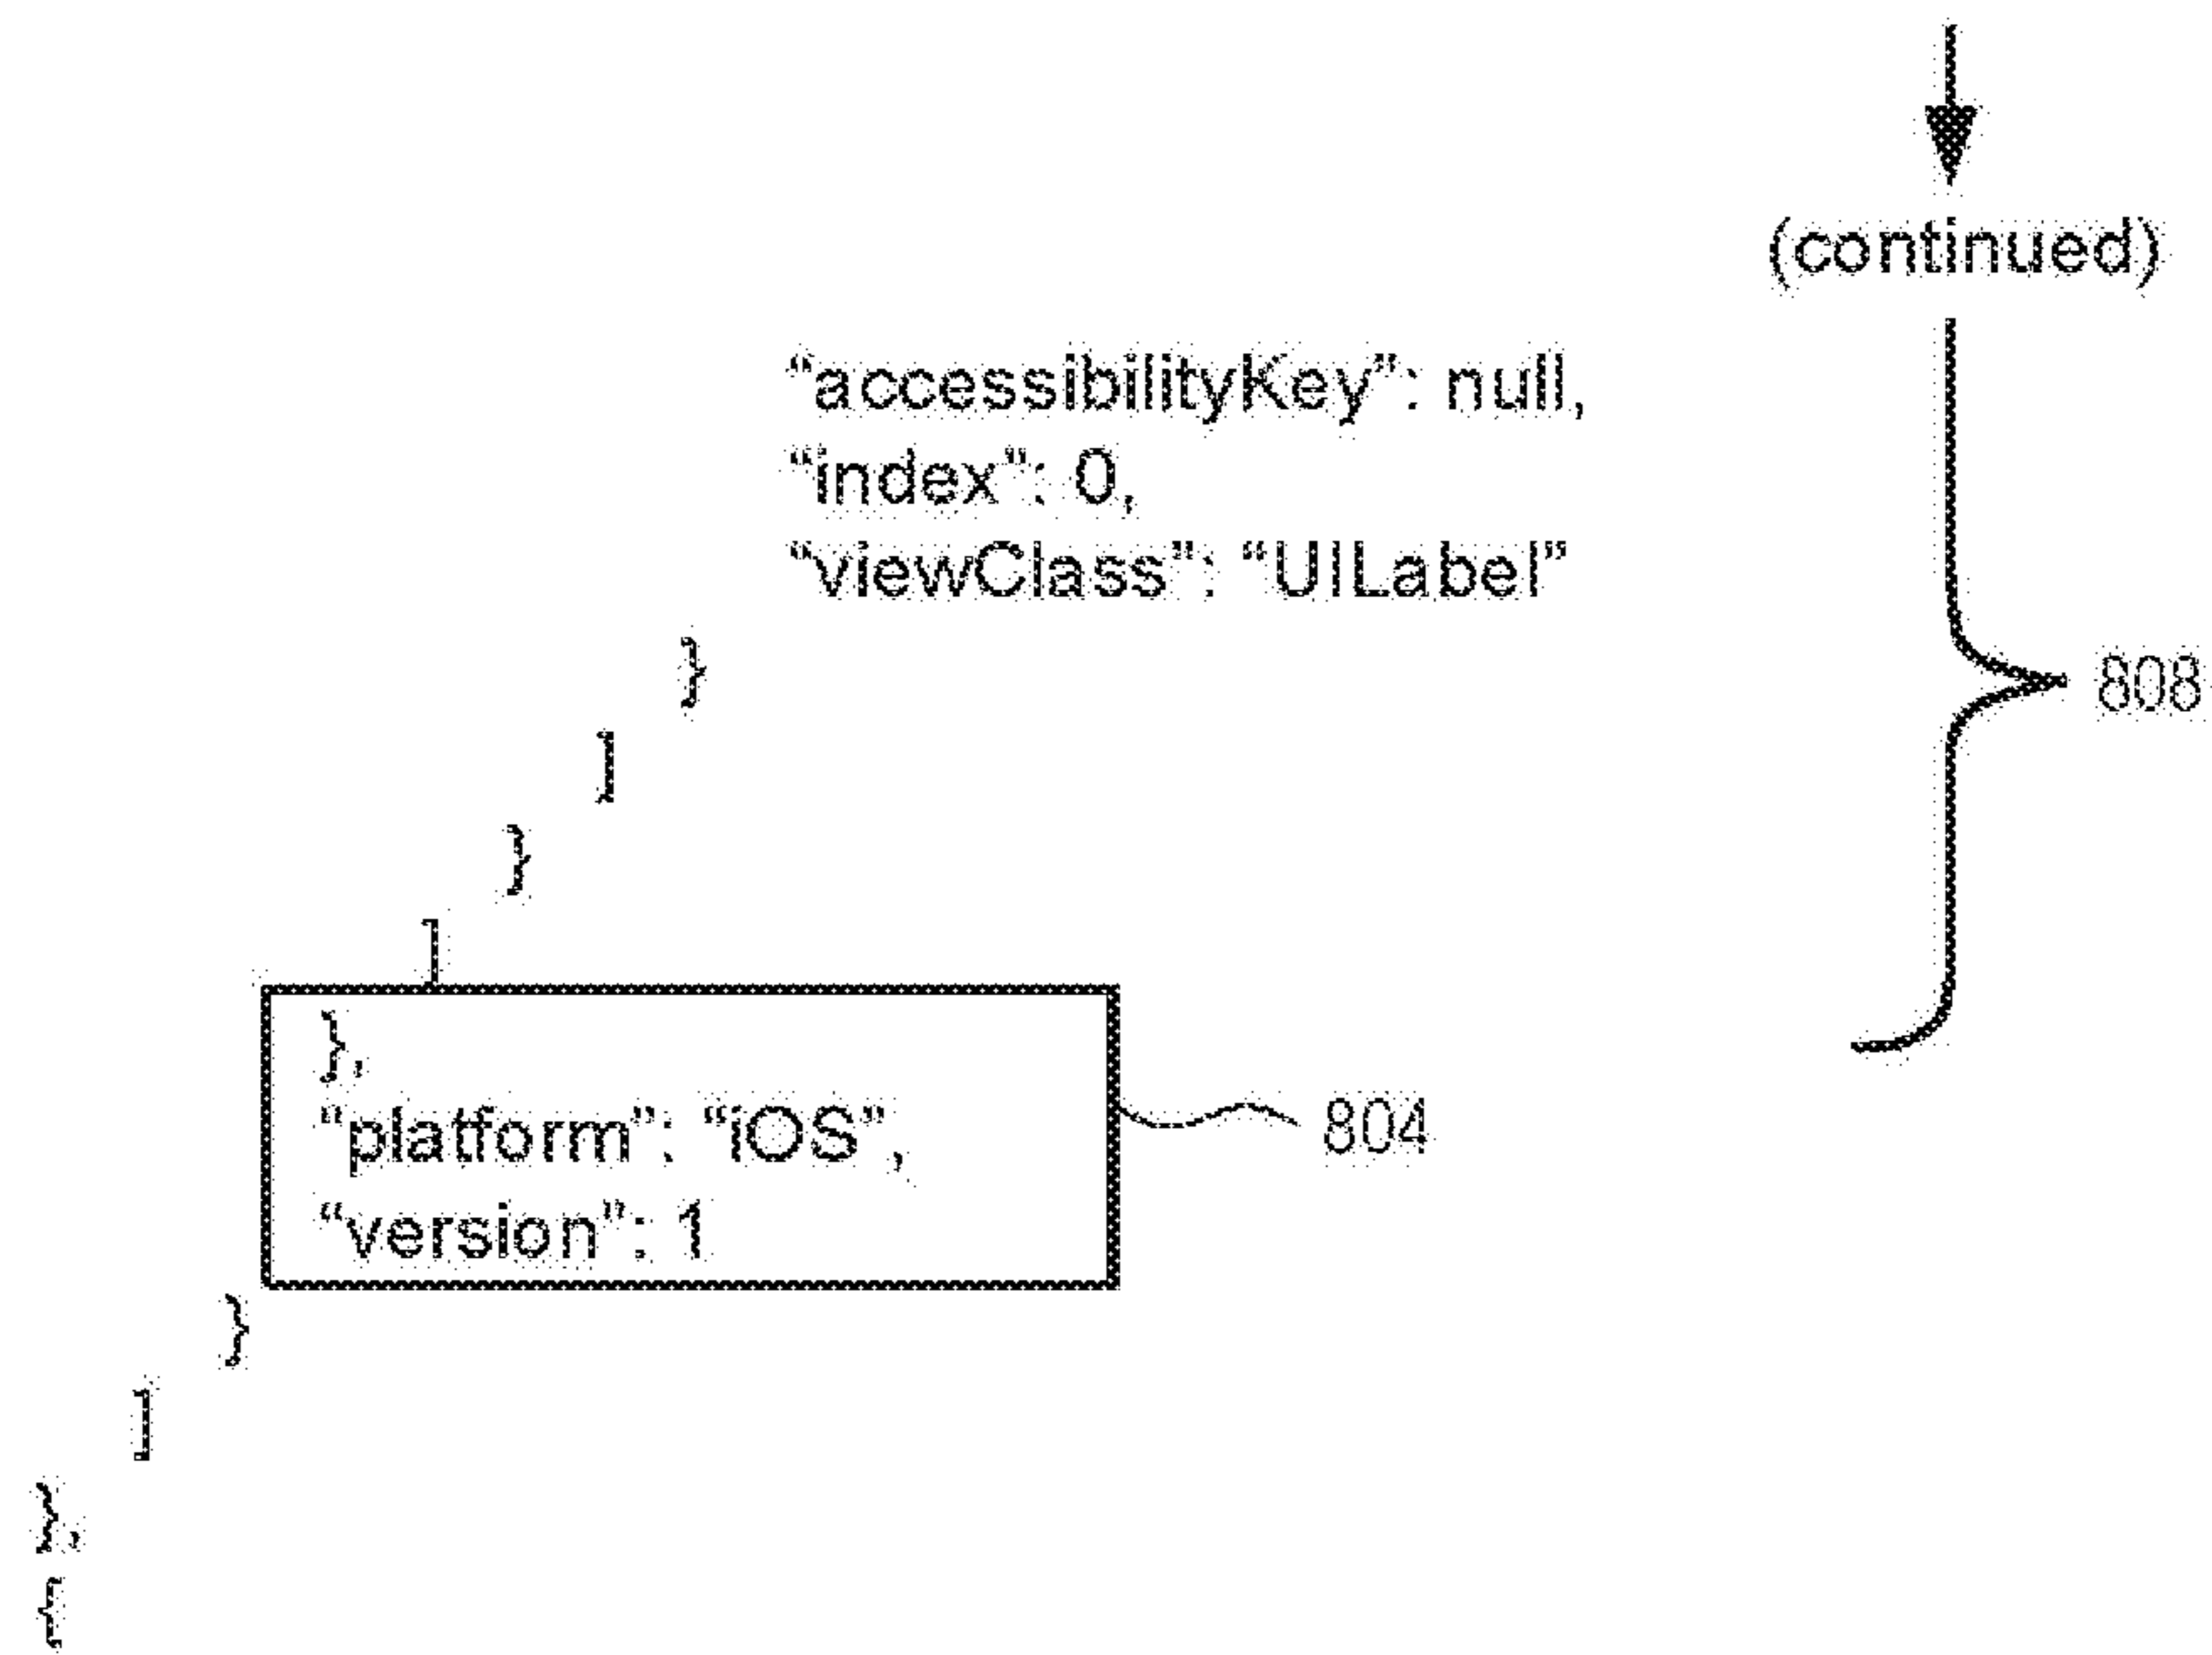 (continued)
“accessibilityKey”: null,
“index”: 0,
“viewClass”: “UILabel”
}
808
]
}
]
},
“platform”: “iOS”,
804
“version”: 1
}
]
},
{